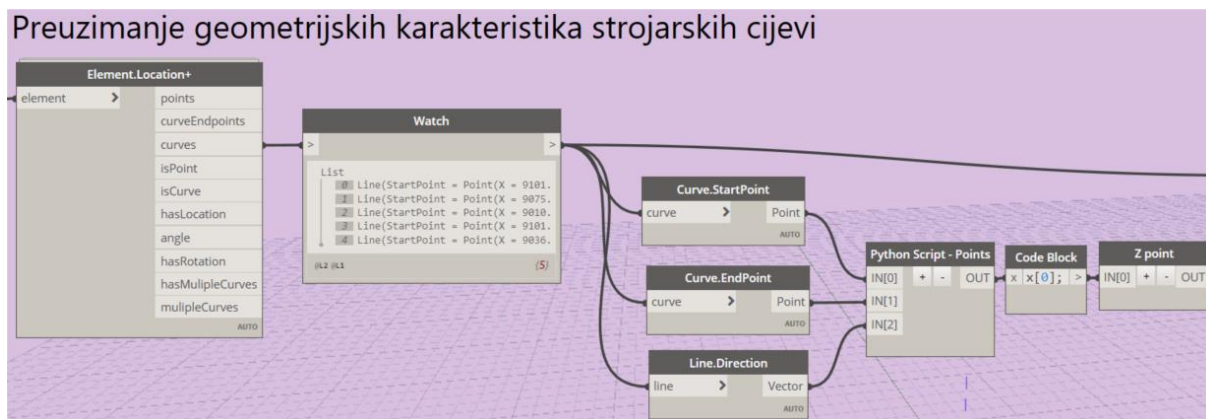 Preuzimanje geometrijskih karakteristika strojarskih cijevi
Element.Location+
element >
points
curveEndpoints
curves
isPoint
isCurve
hasLocation
angle
hasRotation
hasMulipleCurves
mulipleCurves
AUTO
Watch
> >
List
0 Line(StartPoint = Point(X = 9101.
1 Line(StartPoint = Point(X = 9075.
2 Line(StartPoint = Point(X = 9010.
3 Line(StartPoint = Point(X = 9101.
4 Line(StartPoint = Point(X = 9036.
@L2 @L1 {5}
Curve.StartPoint
curve > Point
AUTO
Curve.EndPoint
curve > Point
AUTO
Line.Direction
line > Vector
AUTO
Python Script - Points
IN[0] + - OUT
IN[1]
IN[2]
Code Block
x x[0]; >
Z point
IN[0] + - OUT